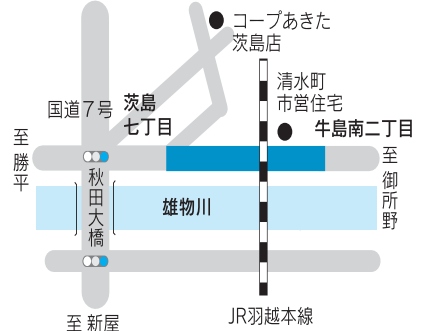 コープあきた
茨島店
清水町
市営住宅
国道７号
茨島
七丁目
牛島南二丁目
至勝平
至御所野
秋田大橋
雄物川
JR羽越本線
至 新屋